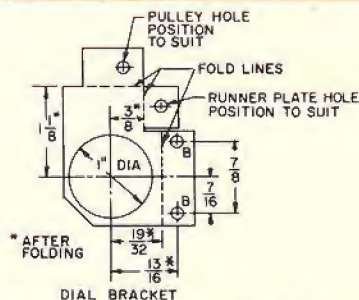 PULLEY HOLE
POSITION
TO SUIT
FOLD LINES
RUNNER PLATE HOLE
POSITION TO SUIT
1 1/8 *
3/8 *
1" DIA
B
B
7/8
7/16
* AFTER
FOLDING
19/32 *
13/16 *
DIAL BRACKET